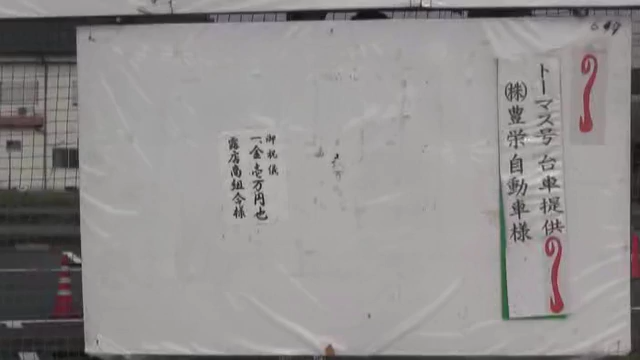 トーマス号台車提供
㈱豊栄自動車様
御祝儀
一金壱万円也
露店商組合様